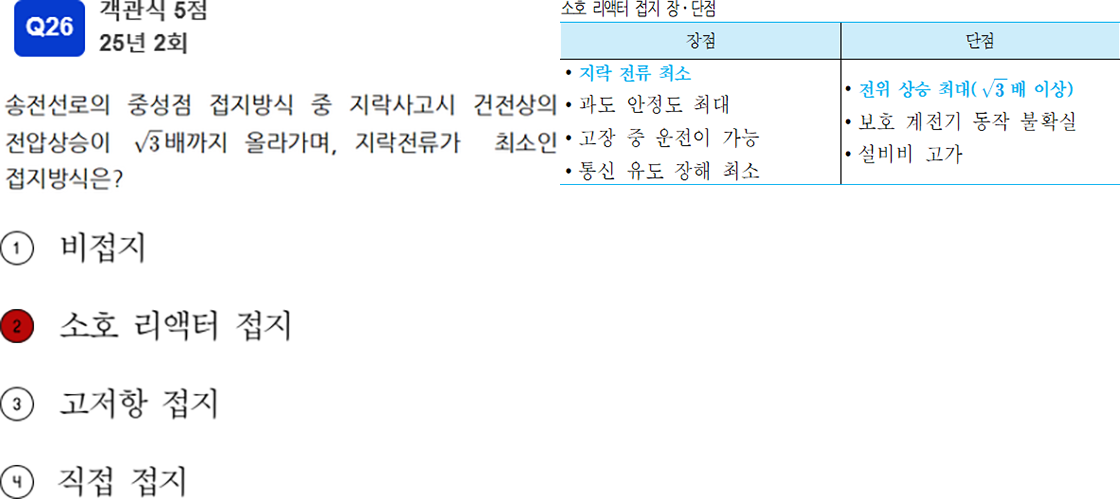 Q26
객관식 5점
25년 2회
송전선로의 중성점 접지방식 중 지락사고시 건전상의
전압상승이 √3배까지 올라가며, 지락전류가 최소인
접지방식은?
1 비접지
2 소호 리액터 접지
3 고저항 접지
4 직접 접지
소호 리액터 접지 장·단점
장점
단점
• 지락 전류 최소
• 과도 안정도 최대
• 고장 중 운전이 가능
• 통신 유도 장해 최소
• 전위 상승 최대(√3배 이상)
• 보호 계전기 동작 불확실
• 설비비 고가